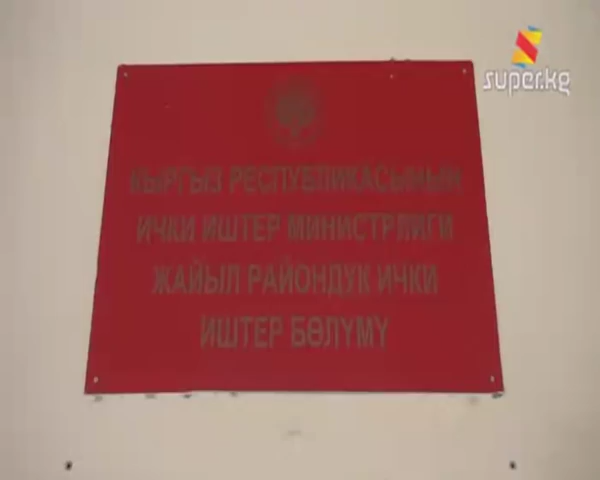 super.kg
КЫРГЫЗ РЕСПУБЛИКАСЫНЫН
ИЧКИ ИШТЕР МИНИСТРЛИГИ
ЖАЙЫЛ РАЙОНДУК ИЧКИ
ИШТЕР БӨЛҮМҮ